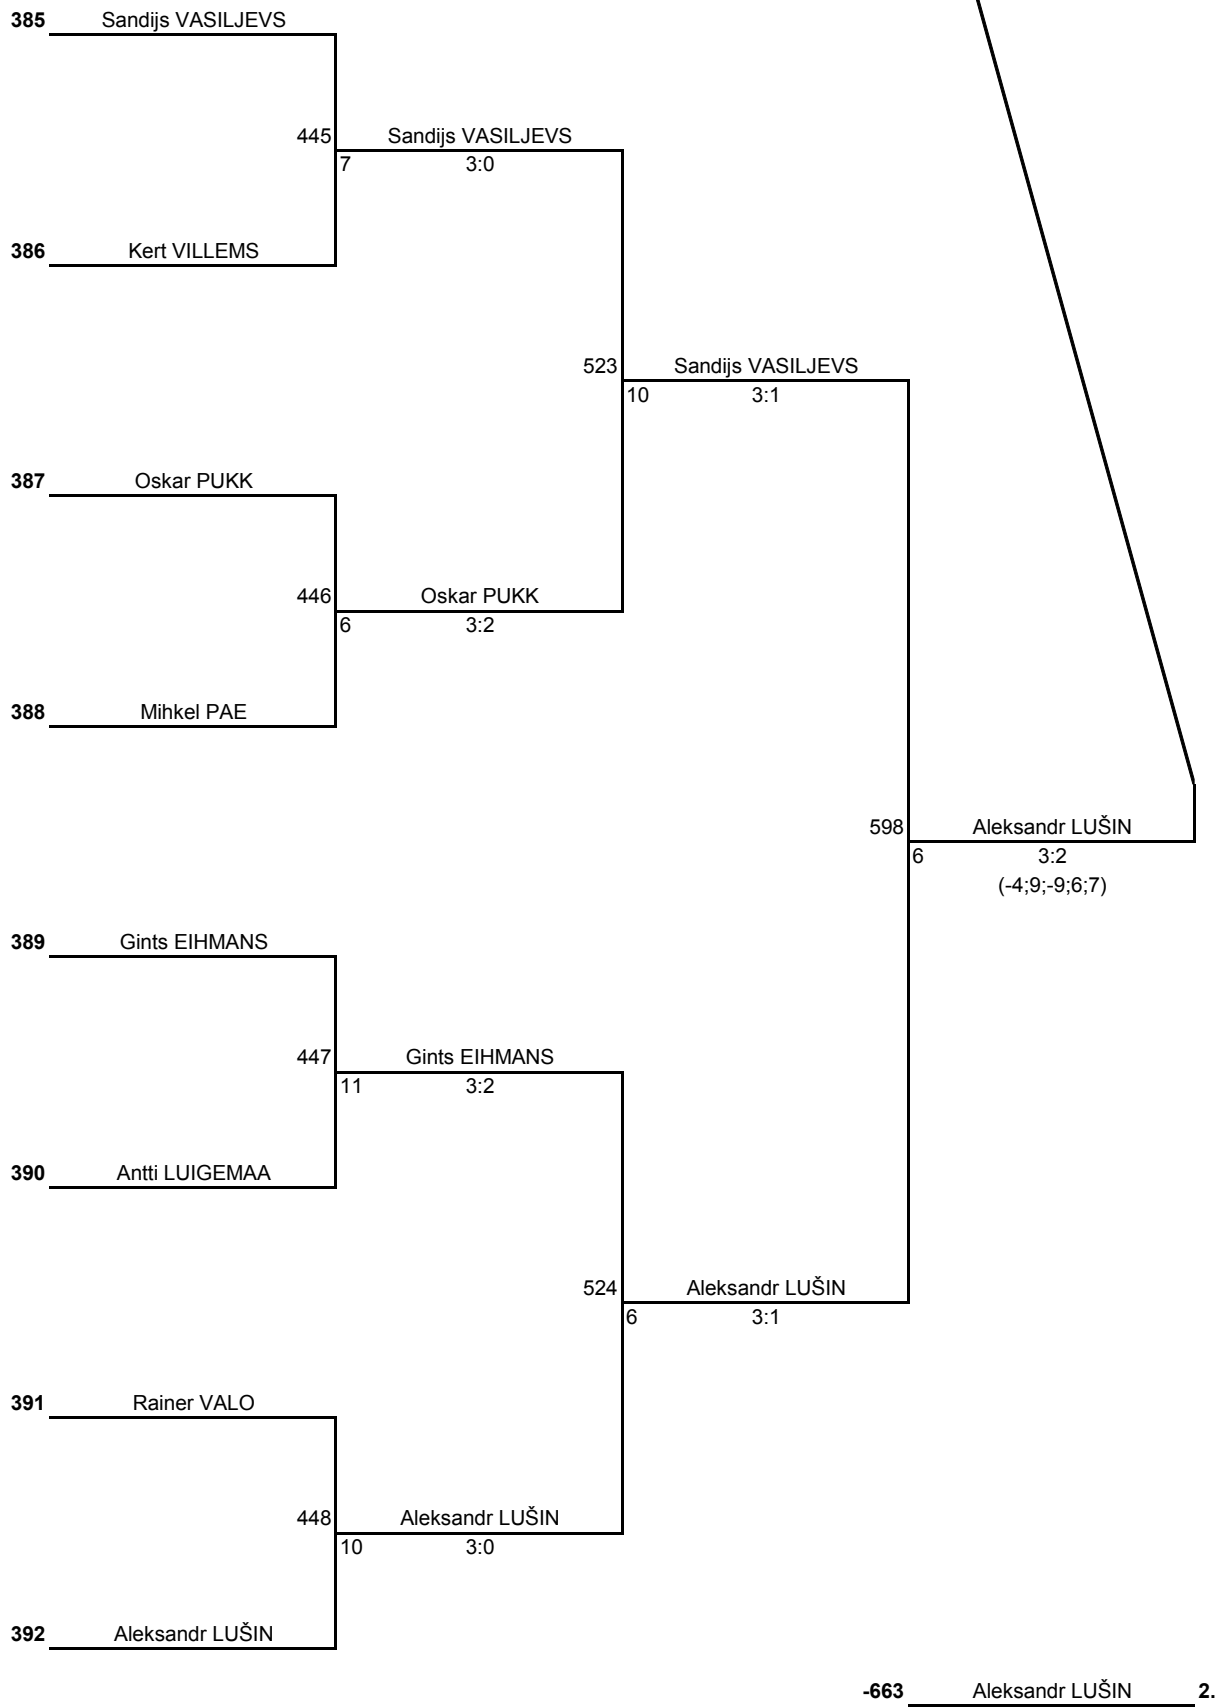 385 Sandijs VASILJEVS
445 Sandijs VASILJEVS
7 3:0
386 Kert VILLEMS
523 Sandijs VASILJEVS
10 3:1
387 Oskar PUKK
446 Oskar PUKK
6 3:2
388 Mihkel PAE
598 Aleksandr LUŠIN
6 3:2
(-4;9;-9;6;7)
389 Gints EIHMANS
447 Gints EIHMANS
11 3:2
390 Antti LUIGEMAA
524 Aleksandr LUŠIN
6 3:1
391 Rainer VALO
448 Aleksandr LUŠIN
10 3:0
392 Aleksandr LUŠIN
-663 Aleksandr LUŠIN 2.